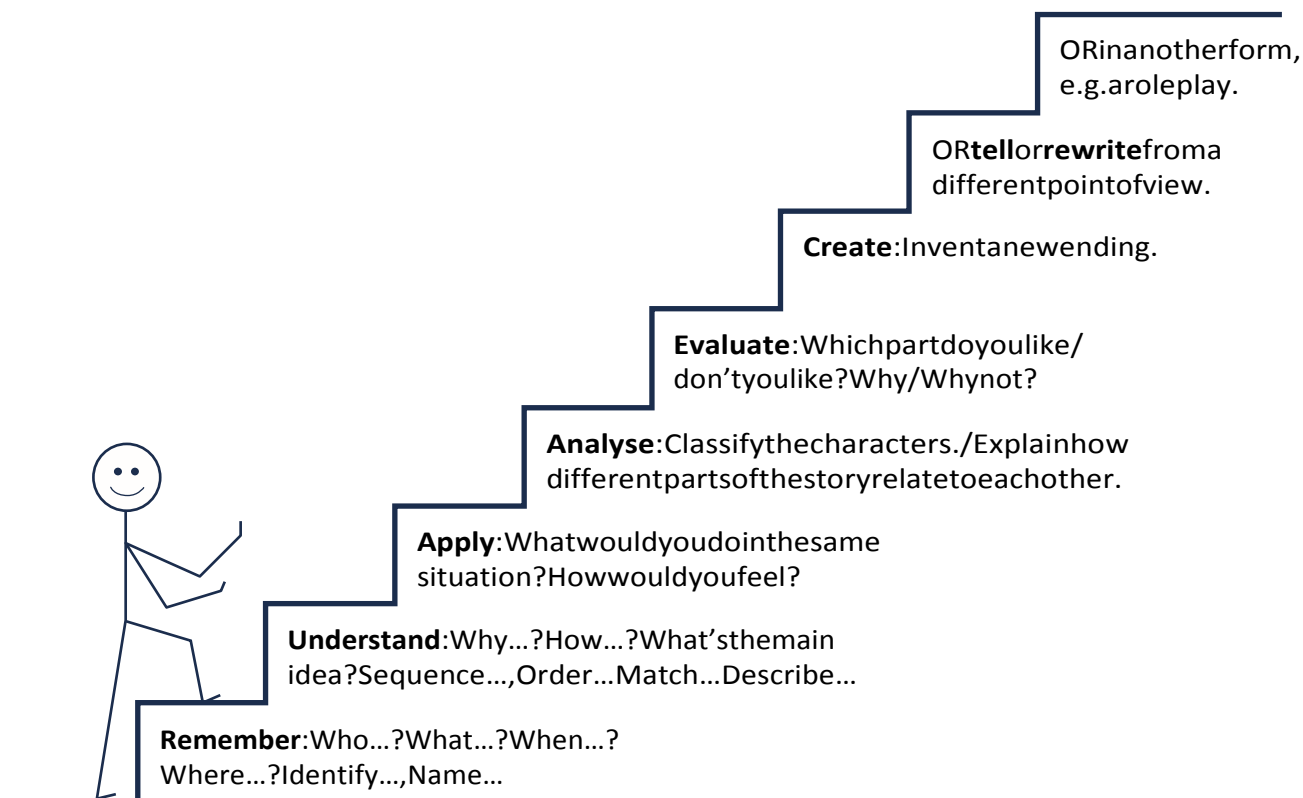 ORinanotherform,
e.g.aroleplay.
ORtellorrewritefroma
differentpointofview.
Create:Inventanewending.
Evaluate:Whichpartdoyoulike/
don’tyoulike?Why/Whynot?
Analyse:Classifythecharacters./Explainhow
differentpartsofthestoryrelatetoeachother.
Apply:Whatwouldyoudointhesame
situation?Howwouldyoufeel?
Understand:Why…?How…?What’sthemain
idea?Sequence…,Order…Match…Describe…
Remember:Who…?What…?When…?
Where…?Identify…,Name…